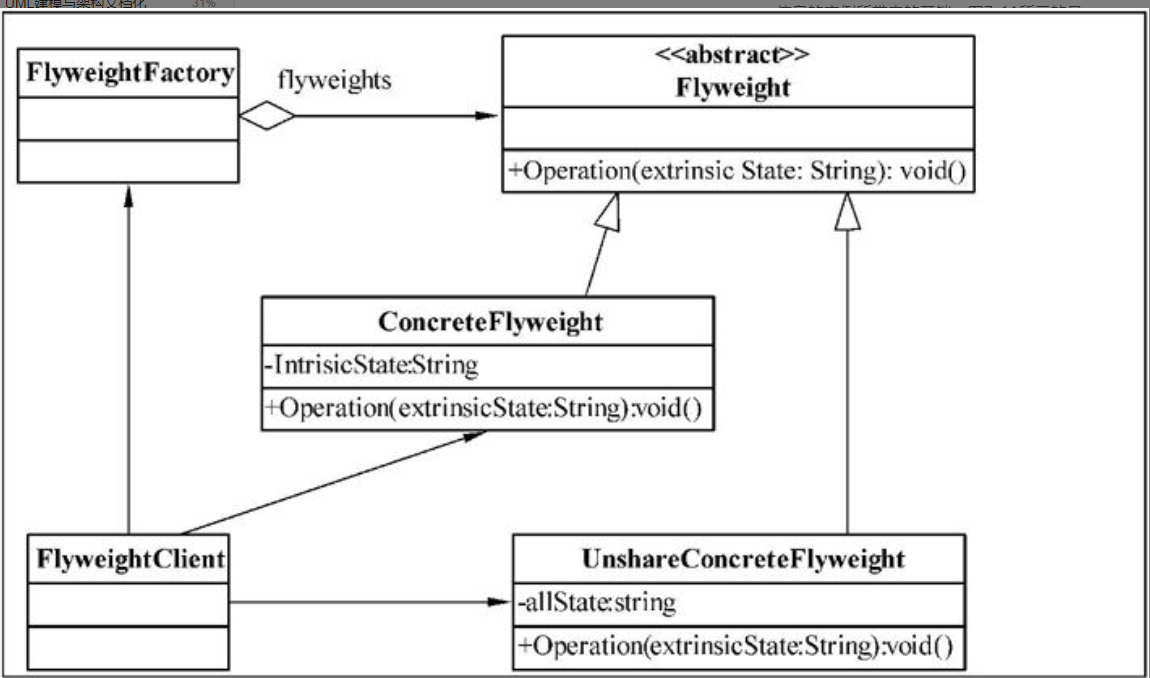 UML建模与架构文档化 31%
FlyweightFactory
flyweights
<<abstract>>
Flyweight
+Operation(extrinsic State: String): void()
ConcreteFlyweight
-IntrisicState:String
+Operation(extrinsicState:String):void()
FlyweightClient
UnshareConcreteFlyweight
-allState:string
+Operation(extrinsicState:String):void()